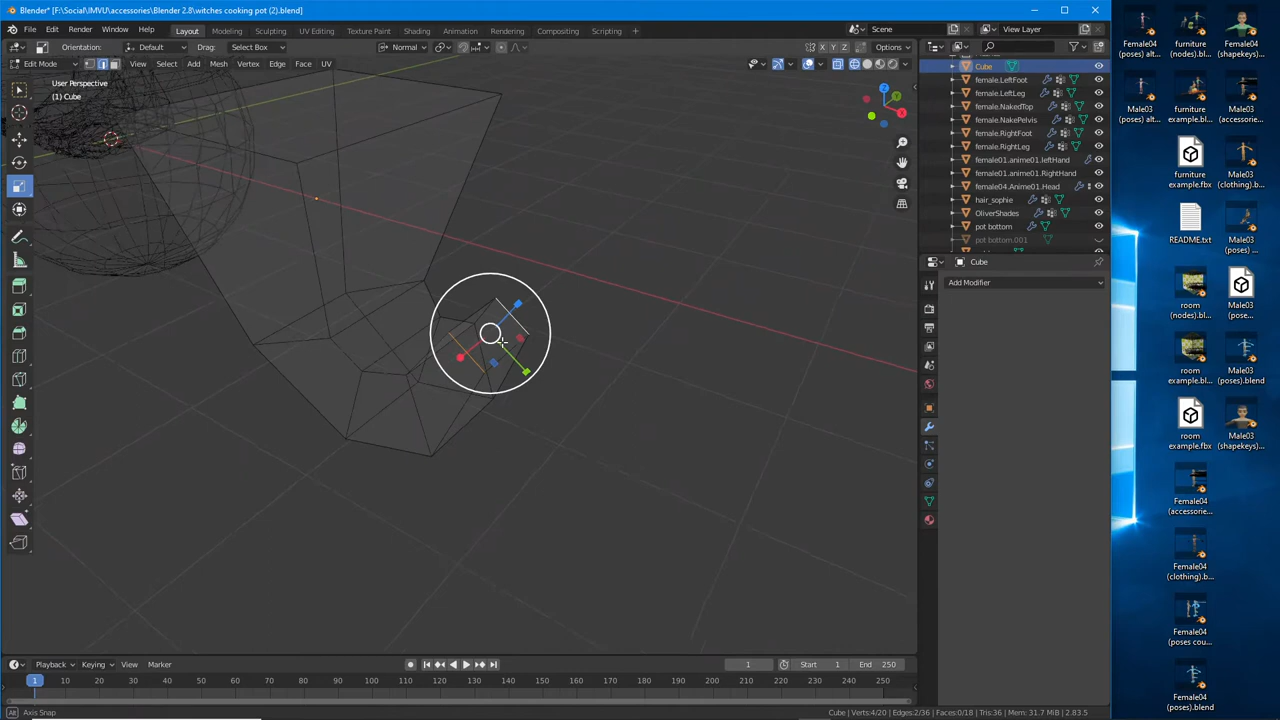 Blender* [F:\Social\IMVU\accessories\Blender 2.8\witches cooking pot (2).blend]
File Edit Render Window Help Layout Modeling Sculpting UV Editing Texture Paint Shading Animation Rendering Compositing Scripting + Scene View Layer
Orientation: Default Drag: Select Box Normal X Y Z Options
Edit Mode View Select Add Mesh Vertex Edge Face UV
User Perspective
(1) Cube
Cube
female.LeftFoot
female.LeftLeg
female.NakedTop
female.NakePelvis
female.RightFoot
female.RightLeg
female01.anime01.leftHand
female01.anime01.RightHand
female04.Anime01.Head
hair_sophie
OliverShades
pot bottom
pot bottom.001
Cube
Add Modifier
Playback Keying View Marker 1 Start 1 End 250
1 10 20 30 40 50 60 70 80 90 100 110 120 130 140 150 160 170 180 190 200 210 220 230 240 250
Axis Snap
Cube | Verts:4/20 | Edges:2/36 | Faces:0/18 | Tris:36 | Mem: 31.7 MiB | 2.83.5
Female04
(poses) alt...
furniture
(nodes).bl...
Female04
(shapekeys)...
Male03
(poses) alt...
furniture
example.bl...
Male03
(accessorie...
furniture
example.fbx
Male03
(clothing).b...
README.txt
Male03
(poses) ...
room
(nodes).bl...
Male03
(pose...
room
example.bl...
Male03
(poses).blend
room
example.fbx
Male03
(shapekeys)...
Female04
(accessorie...
Female04
(clothing).b...
Female04
(poses cou...
Female04
(poses).blend